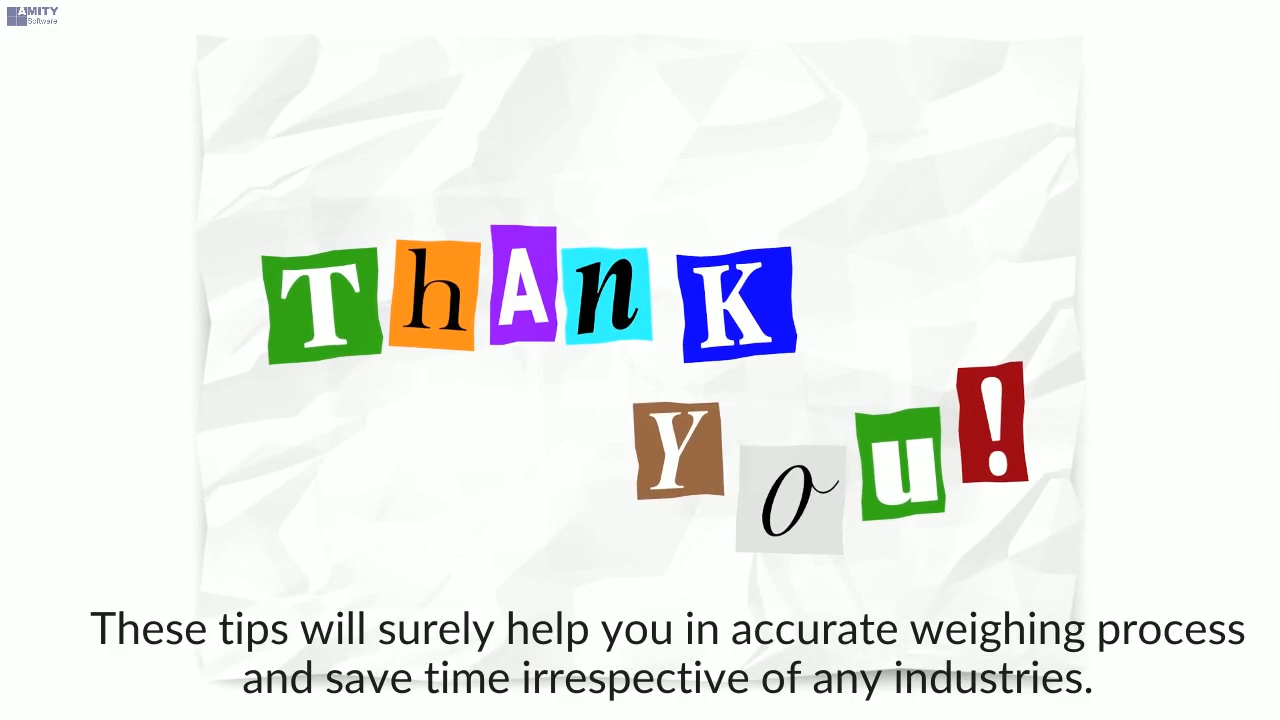 AMITY
Software
ThAnK
You!
These tips will surely help you in accurate weighing process
and save time irrespective of any industries.